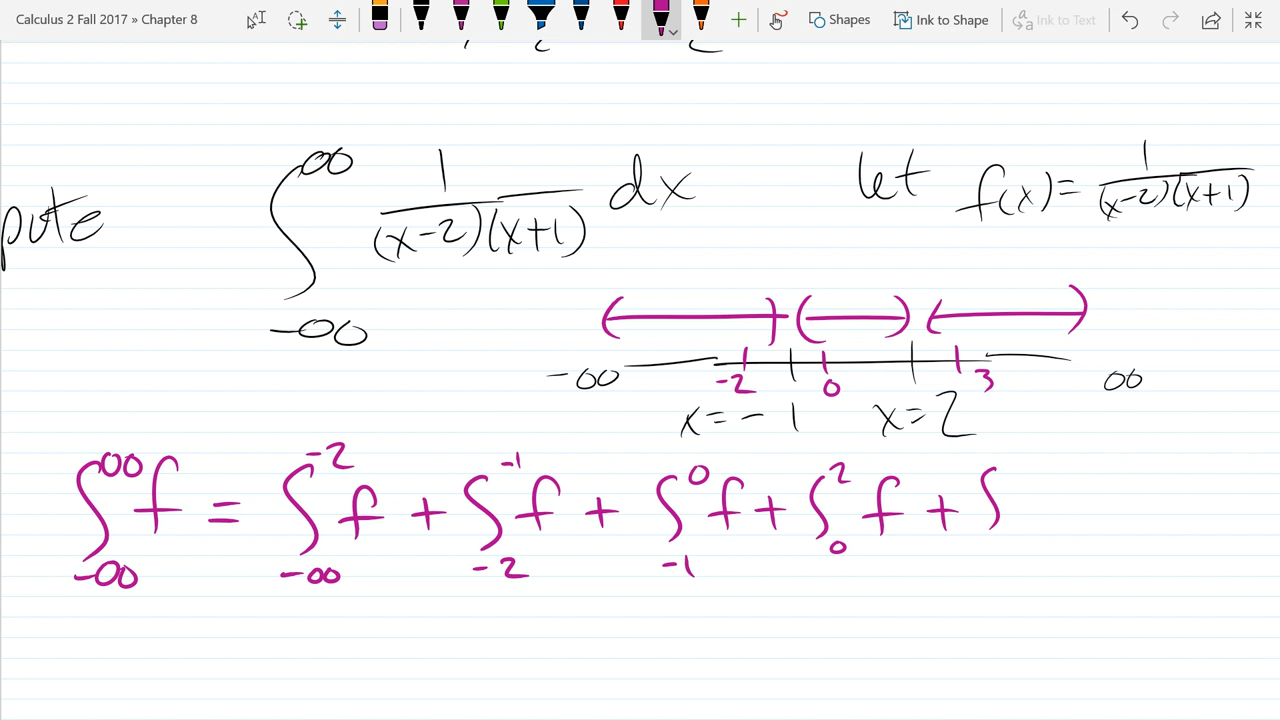 Calculus 2 Fall 2017 » Chapter 8
Shapes
Ink to Shape
Ink to Text
pute ∫_{-∞}^{∞} 1/((x-2)(x+1)) dx let f(x) = 1/((x-2)(x+1))
-∞ -2 0 3 ∞
x=-1 x=2
∫_{-∞}^{∞} f = ∫_{-∞}^{-2} f + ∫_{-2}^{-1} f + ∫_{-1}^{0} f + ∫_{0}^{2} f + ∫